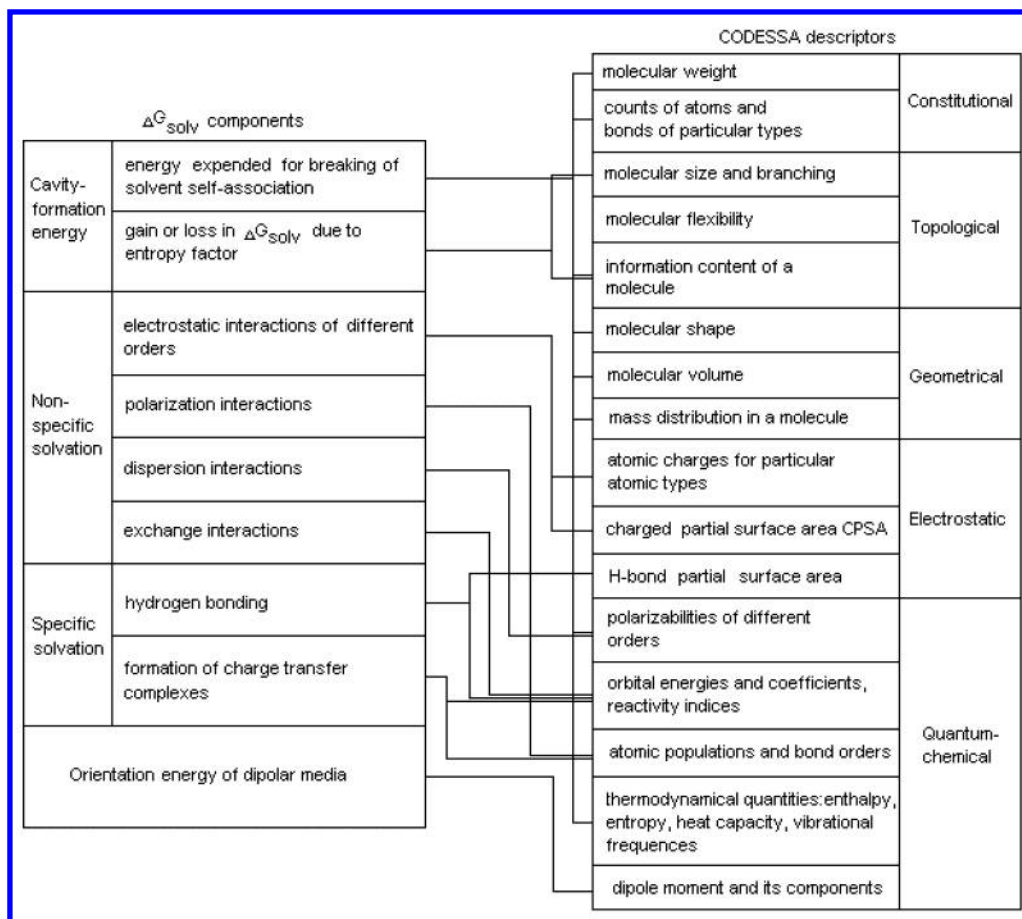 CODESSA descriptors
ΔGsolv components
Cavity-
formation
energy
energy expended for breaking of
solvent self-association
gain or loss in ΔGsolv due to
entropy factor
Non-
specific
solvation
electrostatic interactions of different
orders
polarization interactions
dispersion interactions
exchange interactions
Specific
solvation
hydrogen bonding
formation of charge transfer
complexes
Orientation energy of dipolar media
molecular weight
counts of atoms and
bonds of particular types
Constitutional
molecular size and branching
molecular flexibility
information content of a
molecule
Topological
molecular shape
molecular volume
mass distribution in a molecule
Geometrical
atomic charges for particular
atomic types
charged partial surface area CPSA
H-bond partial surface area
Electrostatic
polarizabilities of different
orders
orbital energies and coefficients,
reactivity indices
atomic populations and bond orders
thermodynamical quantities:enthalpy,
entropy, heat capacity, vibrational
frequences
dipole moment and its components
Quantum-
chemical